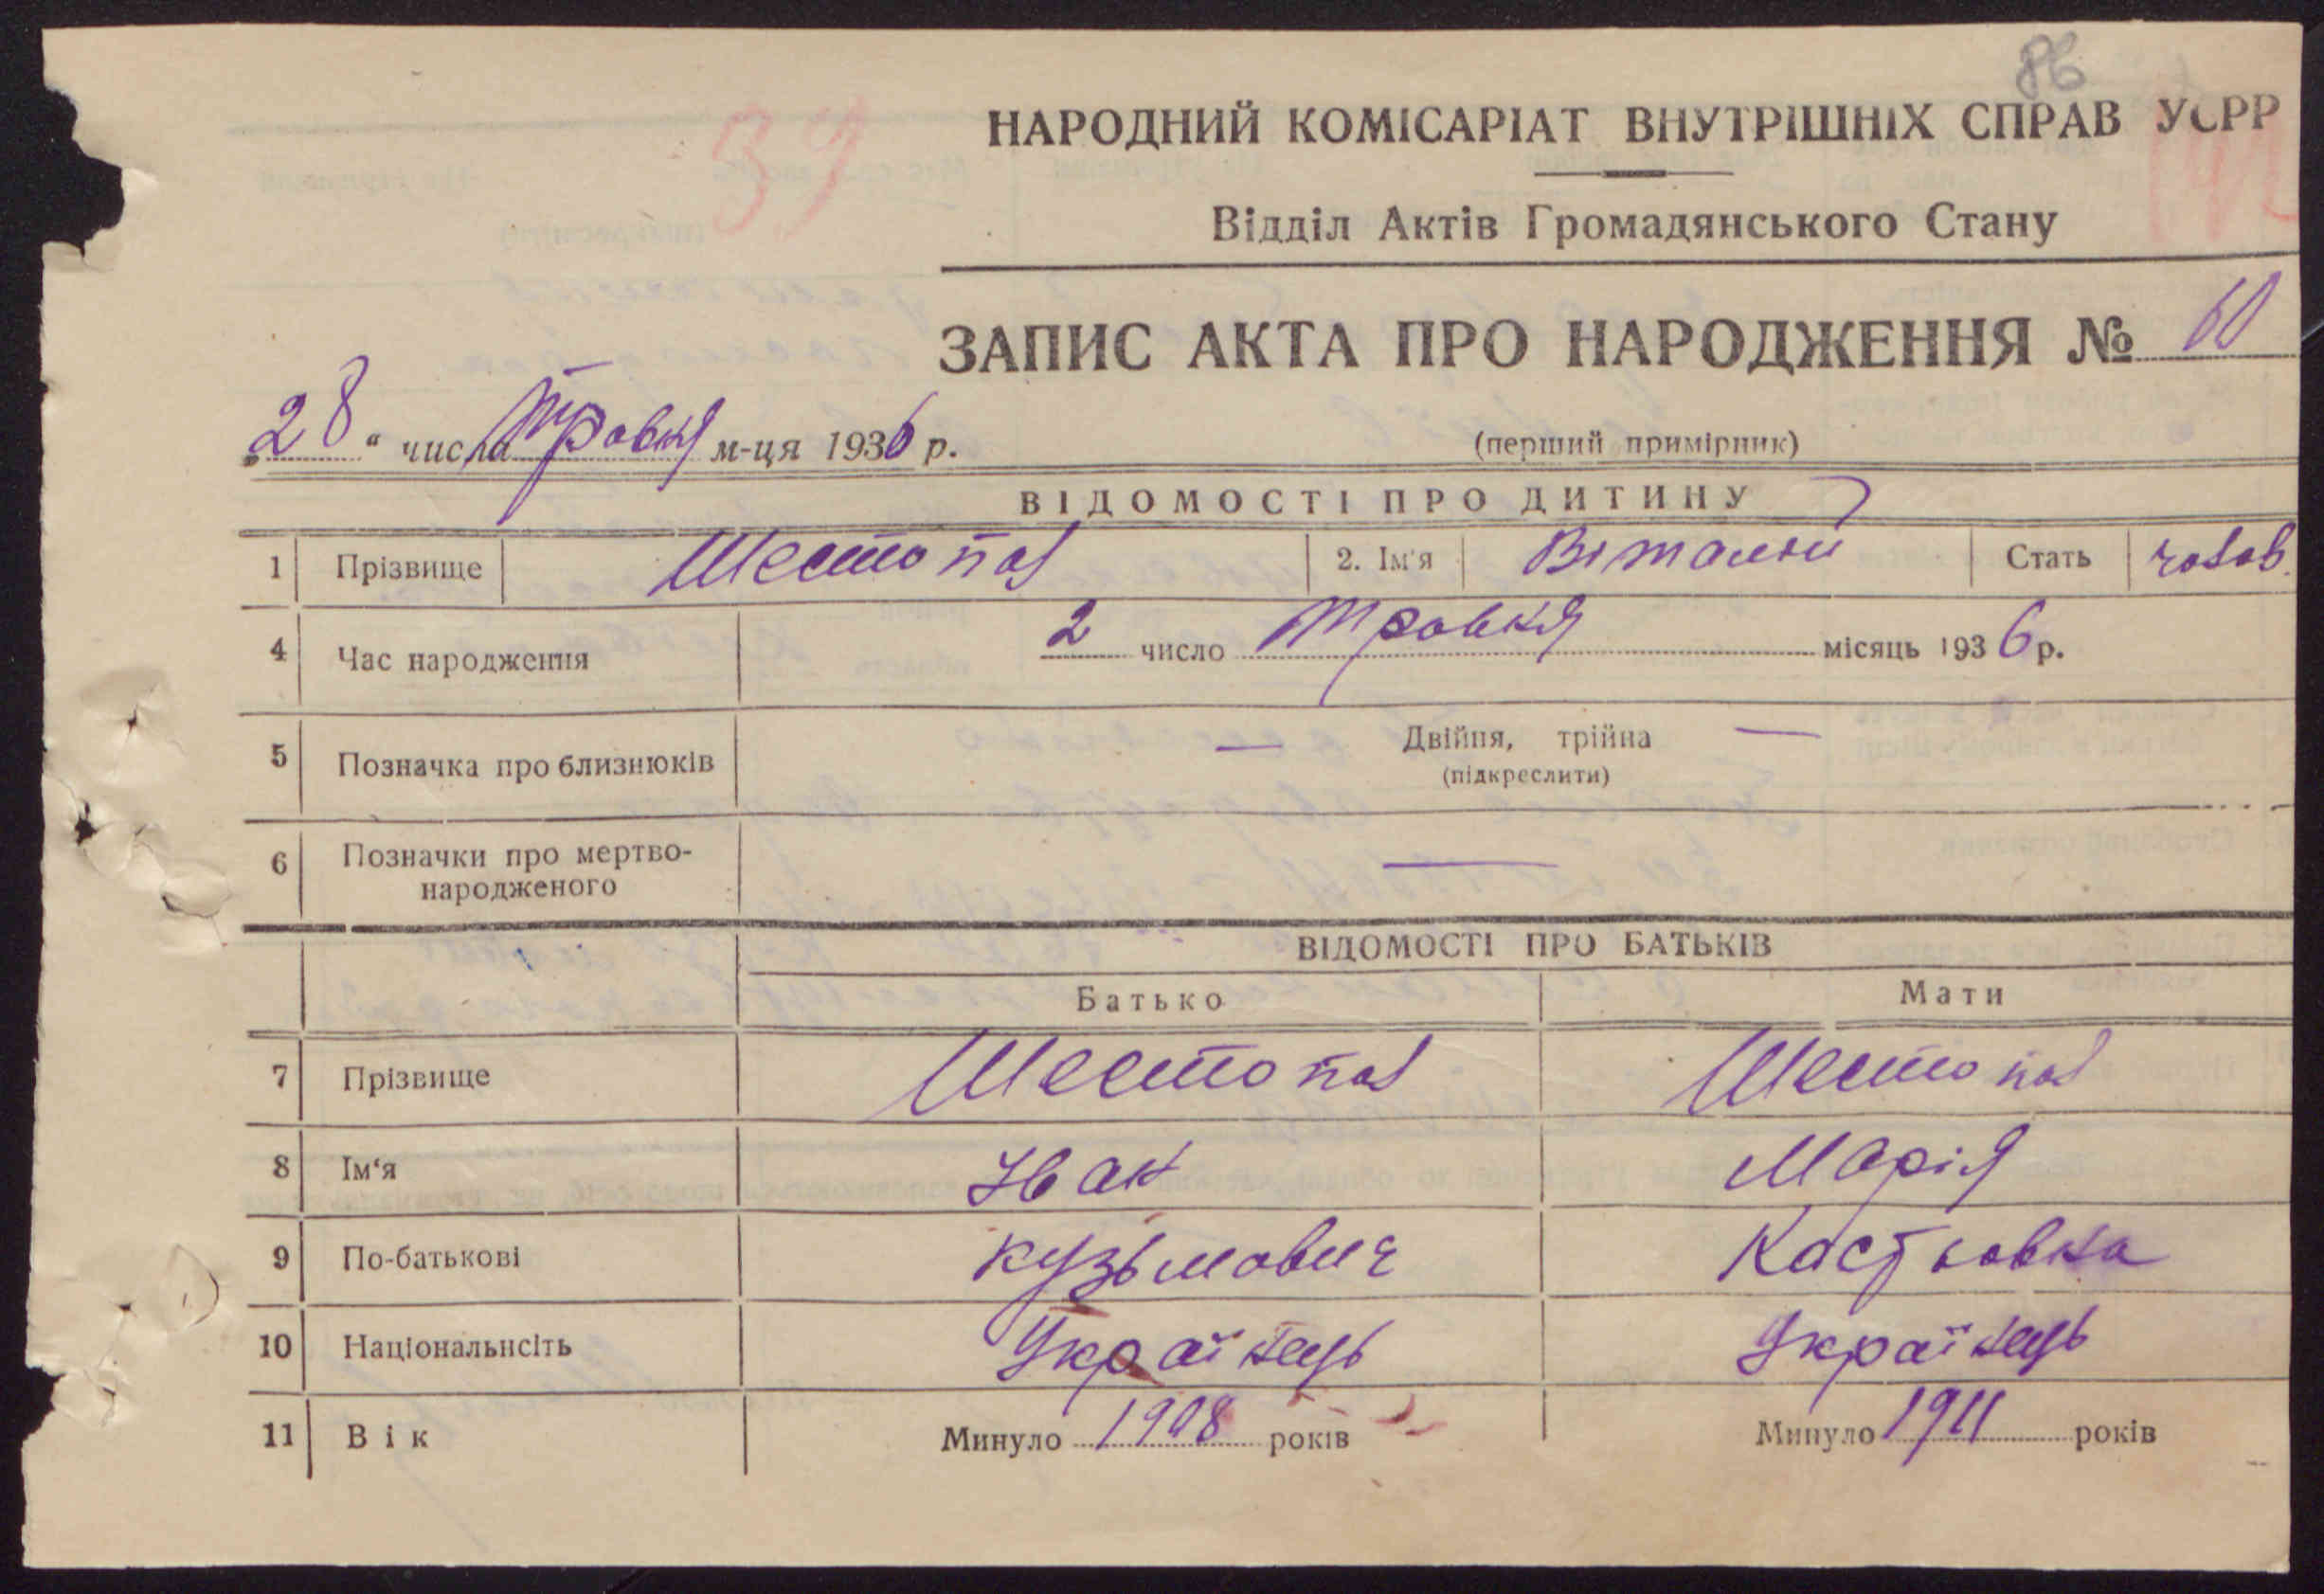 86
НАРОДНИЙ КОМІСАРІАТ ВНУТРІШНІХ СПРАВ УСРР
39
Відділ Актів Громадянського Стану
ЗАПИС АКТА ПРО НАРОДЖЕННЯ № 60
„28“ числа Травня м-ця 1936 р.
(перший примірник)
ВІДОМОСТІ ПРО ДИТИНУ
1 Прізвище Шестопал 2. Ім'я Віталій Стать чолов.
4 Час народження 2 число Травня місяць 1936 р.
5 Позначка про близнюків — Двійня, трійна —
(підкреслити)
6 Позначки про мертво-
народженого —
ВІДОМОСТІ ПРО БАТЬКІВ
Батько Мати
7 Прізвище Шестопал Шестопал
8 Ім‘я Іван Марія
9 По-батькові Кузьмович
10 Національнсіть Українець Українець
11 Вік Минуло 1908 років Минуло 1911 років